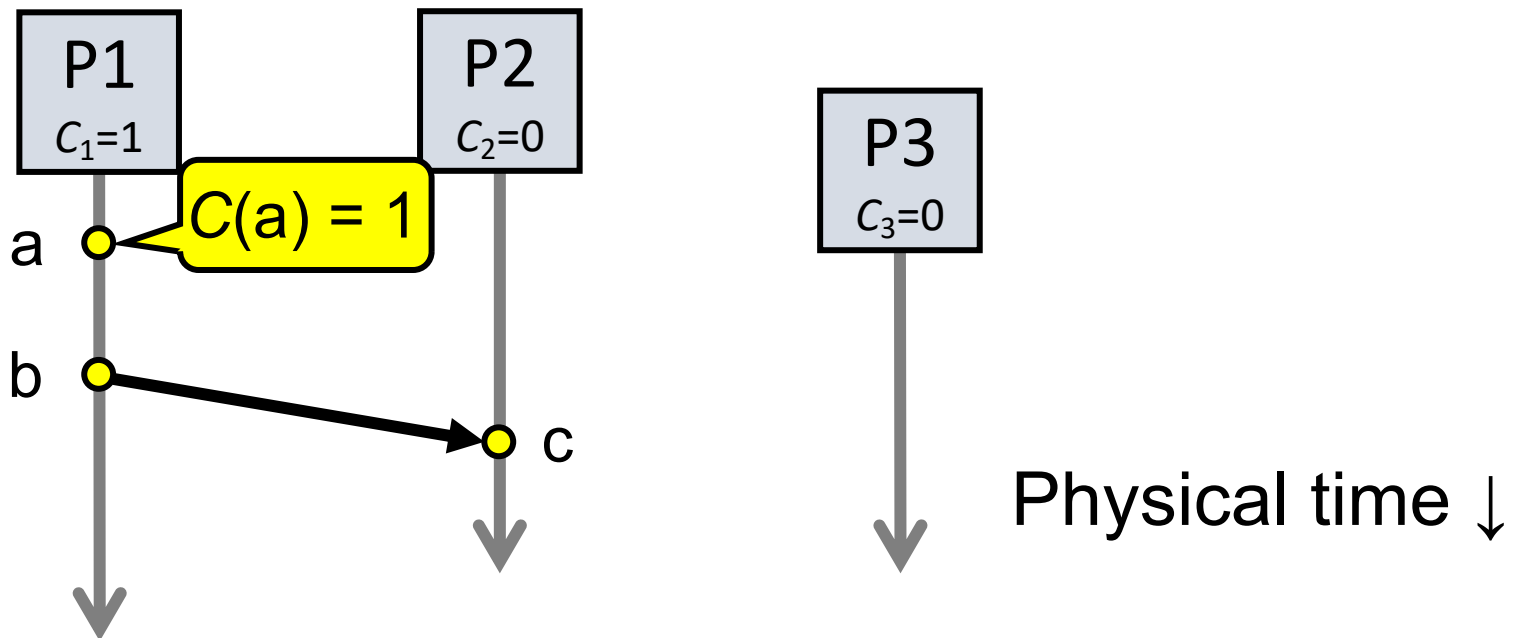 P1
C₁=1
P2
C₂=0
P3
C₃=0
C(a) = 1
a
b
c
Physical time ↓